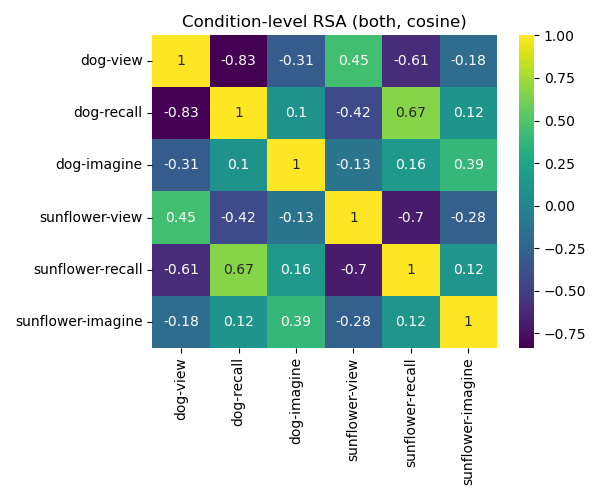 Condition-level RSA (both, cosine)
dog-view 1 -0.83 -0.31 0.45 -0.61 -0.18
dog-recall -0.83 1 0.1 -0.42 0.67 0.12
dog-imagine -0.31 0.1 1 -0.13 0.16 0.39
sunflower-view 0.45 -0.42 -0.13 1 -0.7 -0.28
sunflower-recall -0.61 0.67 0.16 -0.7 1 0.12
sunflower-imagine -0.18 0.12 0.39 -0.28 0.12 1
dog-view
dog-recall
dog-imagine
sunflower-view
sunflower-recall
sunflower-imagine
1.00
0.75
0.50
0.25
0.00
−0.25
−0.50
−0.75